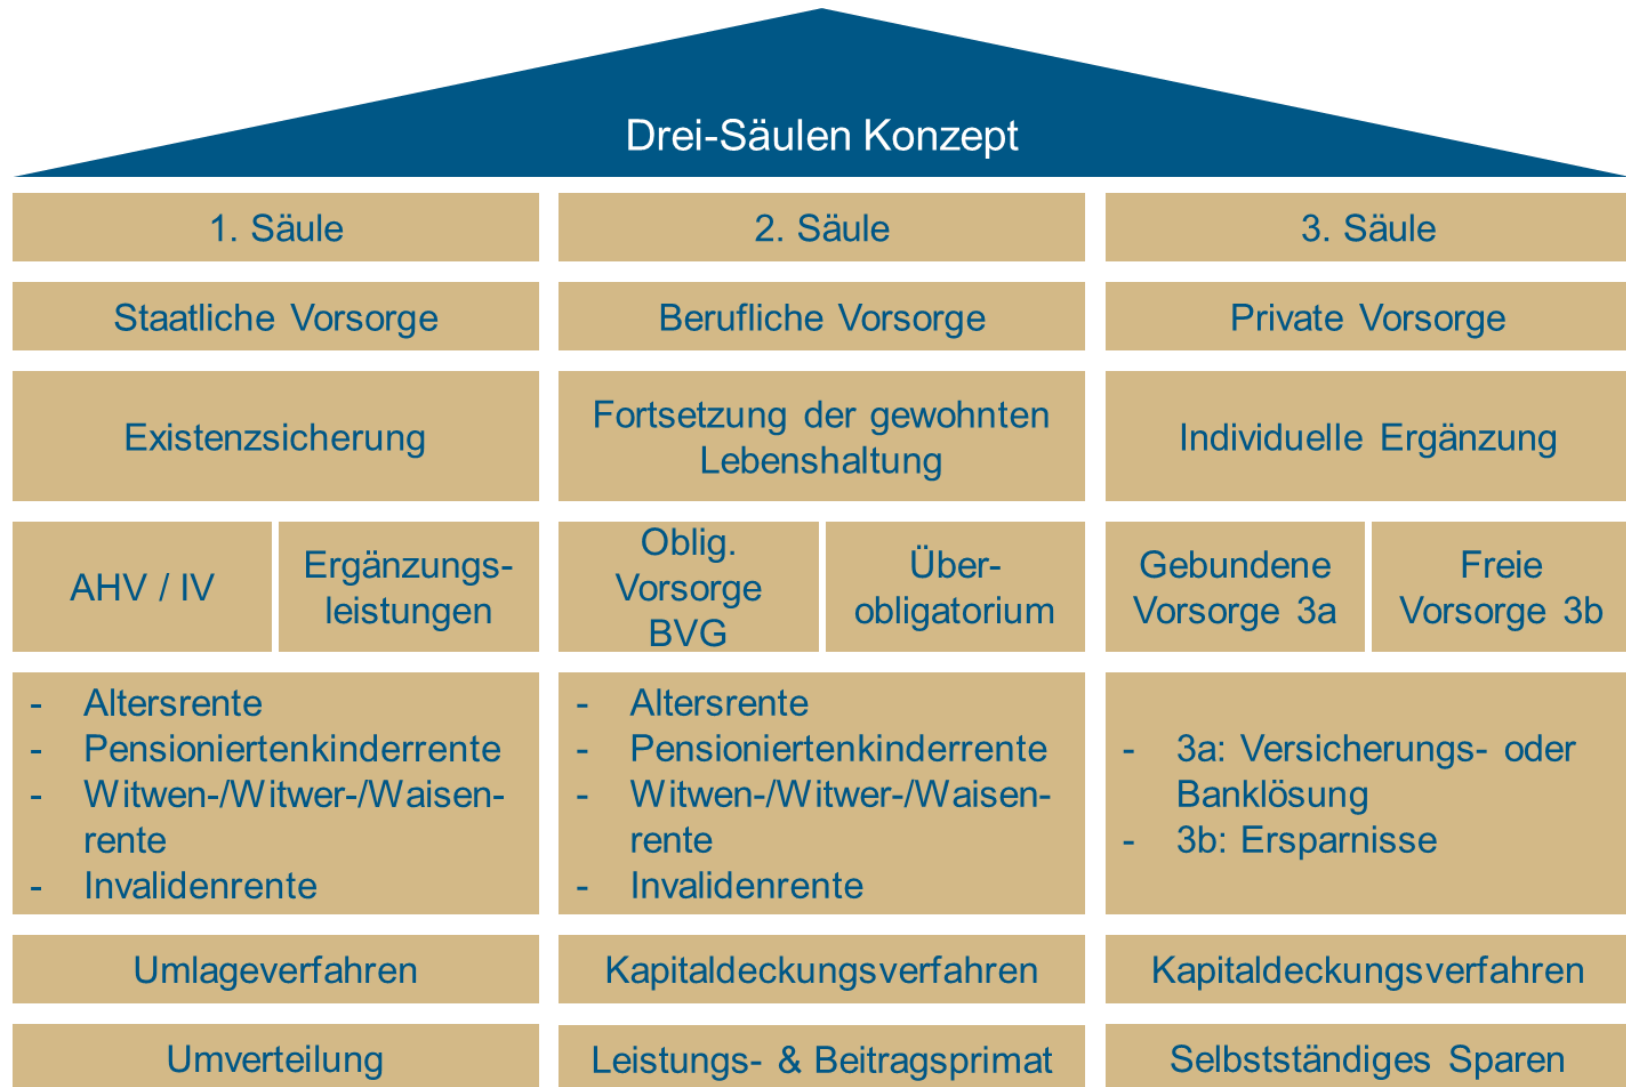 Drei-Säulen Konzept
1. Säule
2. Säule
3. Säule
Staatliche Vorsorge
Berufliche Vorsorge
Private Vorsorge
Existenzsicherung
Fortsetzung der gewohnten
Lebenshaltung
Individuelle Ergänzung
AHV / IV
Ergänzungs-
leistungen
Oblig.
Vorsorge
BVG
Über-
obligatorium
Gebundene
Vorsorge 3a
Freie
Vorsorge 3b
- Altersrente
- Pensioniertenkinderrente
- Witwen-/Witwer-/Waisen-
rente
- Invalidenrente
- Altersrente
- Pensioniertenkinderrente
- Witwen-/Witwer-/Waisen-
rente
- Invalidenrente
- 3a: Versicherungs- oder
Banklösung
- 3b: Ersparnisse
Umlageverfahren
Kapitaldeckungsverfahren
Kapitaldeckungsverfahren
Umverteilung
Leistungs- & Beitragsprimat
Selbstständiges Sparen